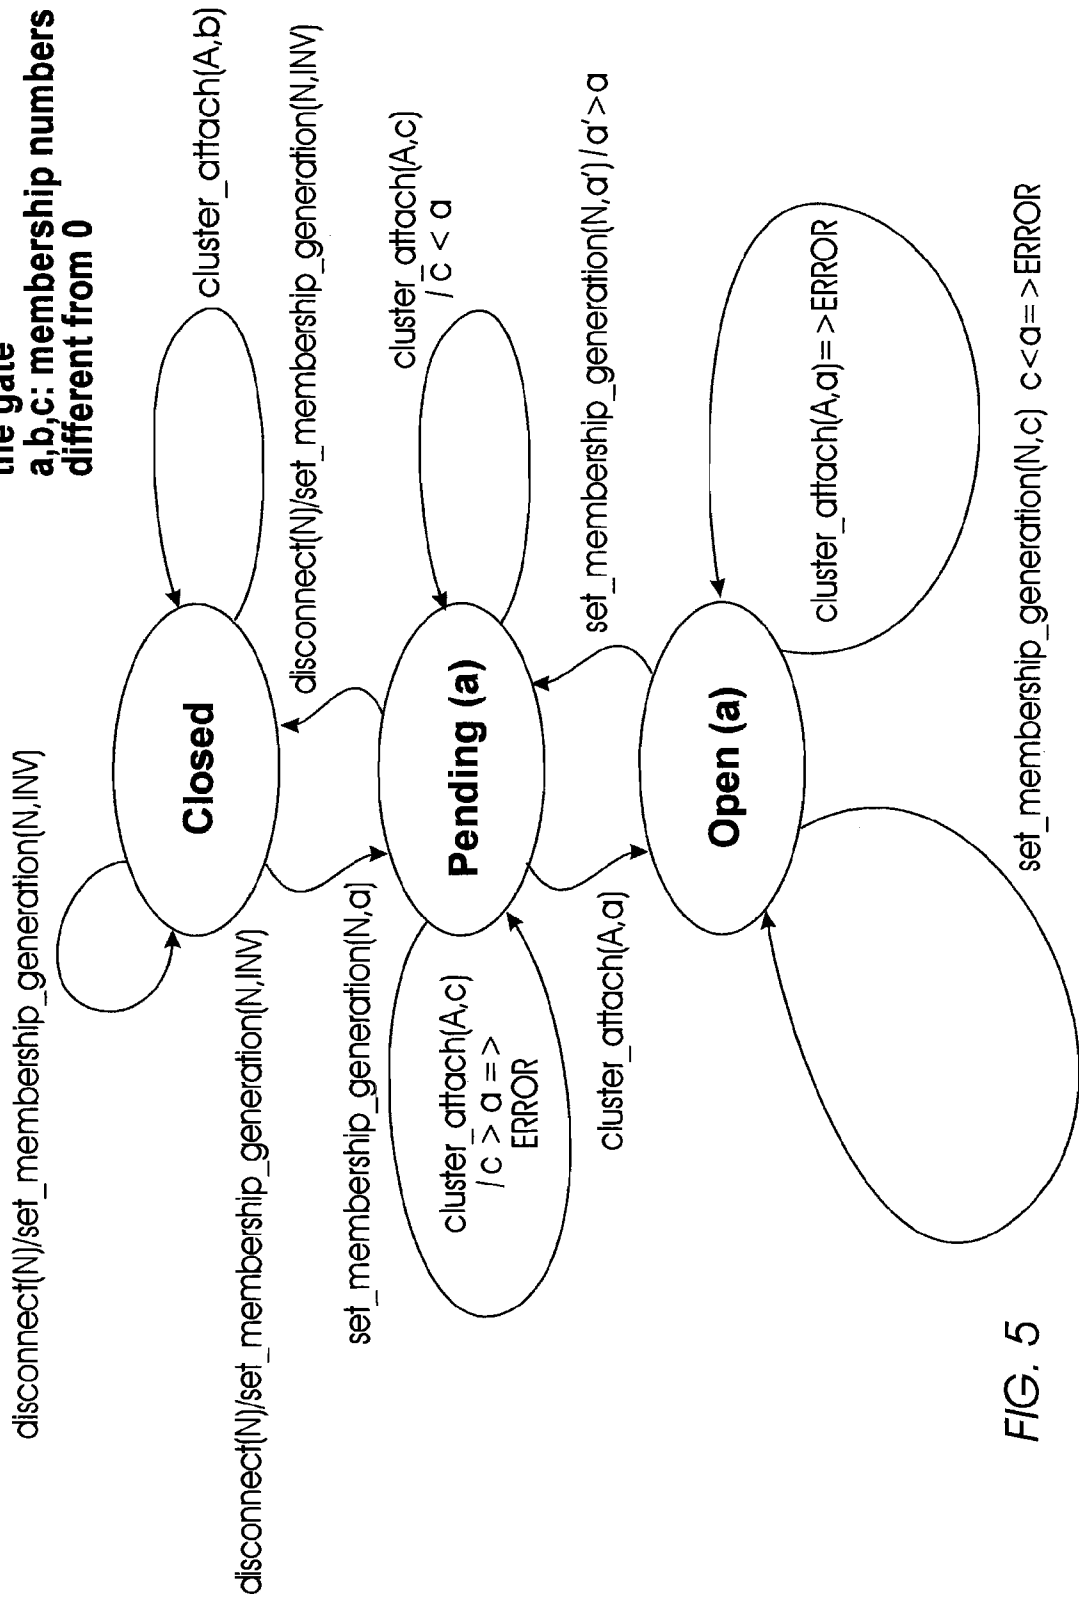 the gate
a,b,c: membership numbers
different from 0
disconnect(N)/set_membership_generation(N,INV)
cluster_attach(A,b)
Closed
disconnect(N)/set_membership_generation(N,INV)
disconnect(N)/set_membership_generation(N,INV)
set_membership_generation(N,a)
cluster_attach(A,c)
/ c < a
Pending (a)
cluster_attach(A,c)
/ c > a = >
ERROR
set_membership_generation(N,a')/a'>a
cluster_attach(A,a)
Open (a)
cluster_attach(A,a)= >ERROR
set_membership_generation(N,c) c<a= >ERROR
FIG. 5